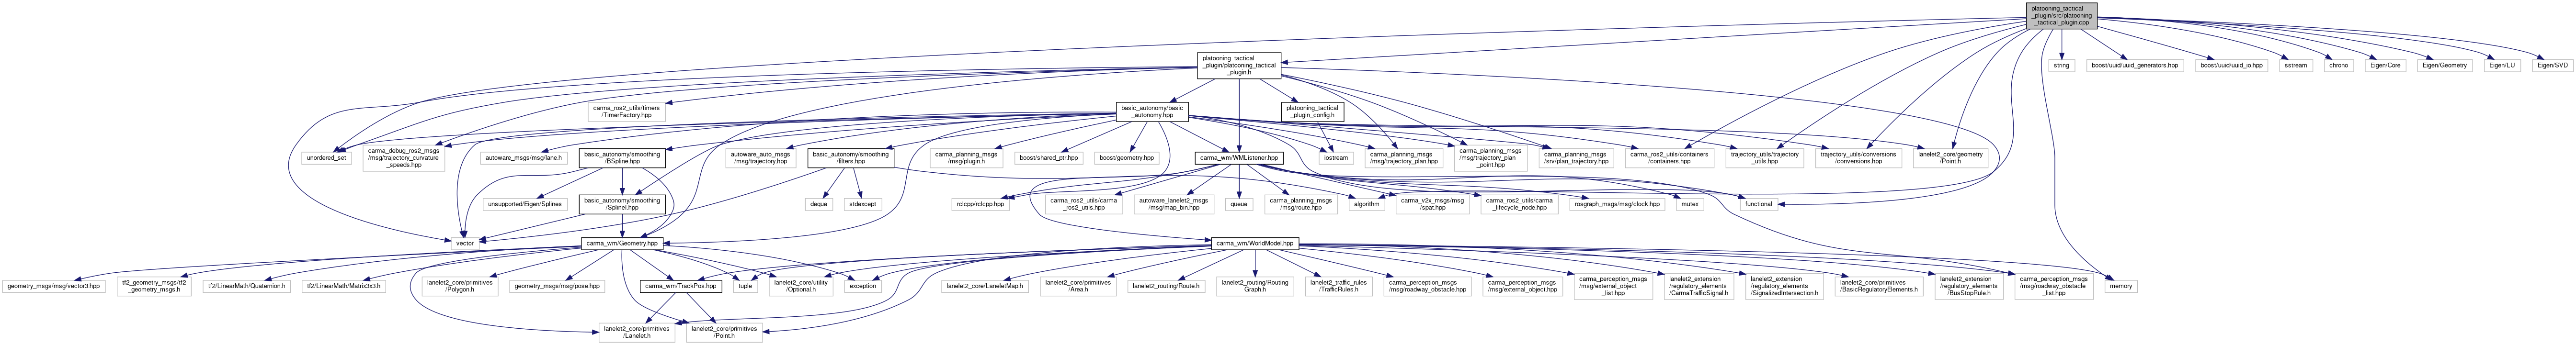 platooning_tactical
_plugin/src/platooning
_tactical_plugin.cpp
platooning_tactical
_plugin/platooning_tactical
_plugin.h
string
boost/uuid/uuid_generators.hpp
boost/uuid/uuid_io.hpp
sstream
chrono
Eigen/Core
Eigen/Geometry
Eigen/LU
Eigen/SVD
carma_ros2_utils/timers
/TimerFactory.hpp
basic_autonomy/basic
_autonomy.hpp
platooning_tactical
_plugin_config.h
unordered_set
carma_debug_ros2_msgs
/msg/trajectory_curvature
_speeds.hpp
autoware_msgs/msg/lane.h
basic_autonomy/smoothing
/BSpline.hpp
autoware_auto_msgs
/msg/trajectory.hpp
basic_autonomy/smoothing
/filters.hpp
carma_planning_msgs
/msg/plugin.h
boost/shared_ptr.hpp
boost/geometry.hpp
carma_wm/WMListener.hpp
iostream
carma_planning_msgs
/msg/trajectory_plan.hpp
carma_planning_msgs
/msg/trajectory_plan
_point.hpp
carma_planning_msgs
/srv/plan_trajectory.hpp
carma_ros2_utils/containers
/containers.hpp
trajectory_utils/trajectory
_utils.hpp
trajectory_utils/conversions
/conversions.hpp
lanelet2_core/geometry
/Point.h
unsupported/Eigen/Splines
basic_autonomy/smoothing
/SplineI.hpp
deque
stdexcept
rclcpp/rclcpp.hpp
carma_ros2_utils/carma
_ros2_utils.hpp
autoware_lanelet2_msgs
/msg/map_bin.hpp
queue
carma_planning_msgs
/msg/route.hpp
algorithm
carma_v2x_msgs/msg
/spat.hpp
carma_ros2_utils/carma
_lifecycle_node.hpp
rosgraph_msgs/msg/clock.hpp
mutex
functional
vector
carma_wm/Geometry.hpp
carma_wm/WorldModel.hpp
geometry_msgs/msg/vector3.hpp
tf2_geometry_msgs/tf2
_geometry_msgs.h
tf2/LinearMath/Quaternion.h
tf2/LinearMath/Matrix3x3.h
lanelet2_core/primitives
/Polygon.h
geometry_msgs/msg/pose.hpp
carma_wm/TrackPos.hpp
tuple
lanelet2_core/utility
/Optional.h
exception
lanelet2_core/LaneletMap.h
lanelet2_core/primitives
/Area.h
lanelet2_routing/Route.h
lanelet2_routing/Routing
Graph.h
lanelet2_traffic_rules
/TrafficRules.h
carma_perception_msgs
/msg/roadway_obstacle.hpp
carma_perception_msgs
/msg/external_object.hpp
carma_perception_msgs
/msg/external_object
_list.hpp
lanelet2_extension
/regulatory_elements
/CarmaTrafficSignal.h
lanelet2_extension
/regulatory_elements
/SignalizedIntersection.h
lanelet2_core/primitives
/BasicRegulatoryElements.h
lanelet2_extension
/regulatory_elements
/BusStopRule.h
carma_perception_msgs
/msg/roadway_obstacle
_list.hpp
memory
lanelet2_core/primitives
/Lanelet.h
lanelet2_core/primitives
/Point.h